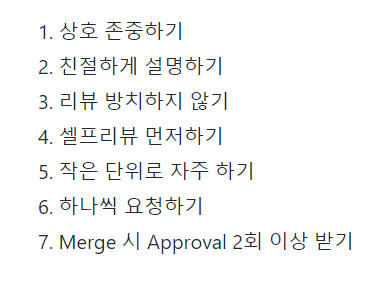 1. 상호 존중하기
2. 친절하게 설명하기
3. 리뷰 방치하지 않기
4. 셀프리뷰 먼저하기
5. 작은 단위로 자주 하기
6. 하나씩 요청하기
7. Merge 시 Approval 2회 이상 받기